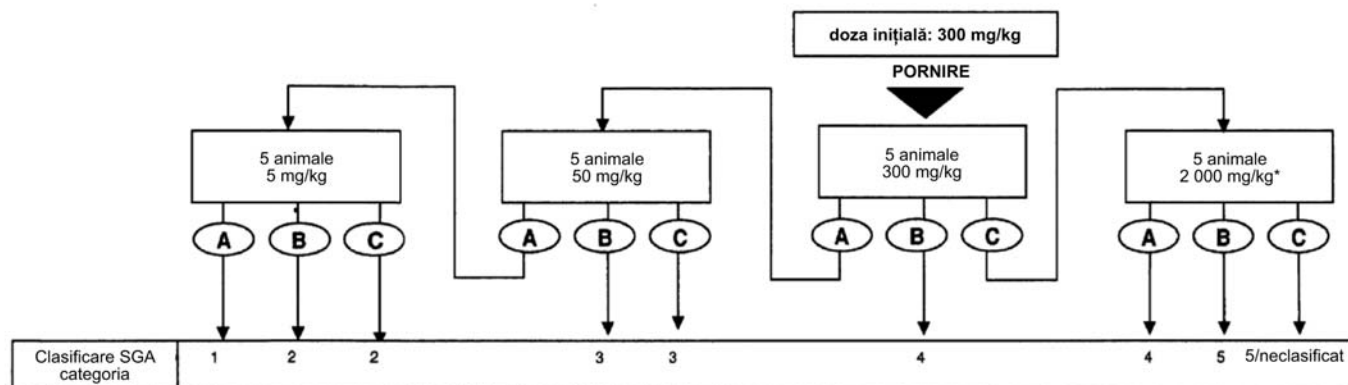 doza inițială: 300 mg/kg
PORNIRE
5 animale
5 mg/kg
5 animale
50 mg/kg
5 animale
300 mg/kg
5 animale
2 000 mg/kg*
A B C A B C A B C A B C
Clasificare SGA
categoria
1 2 2 3 3 4 4 5 5/neclasificat